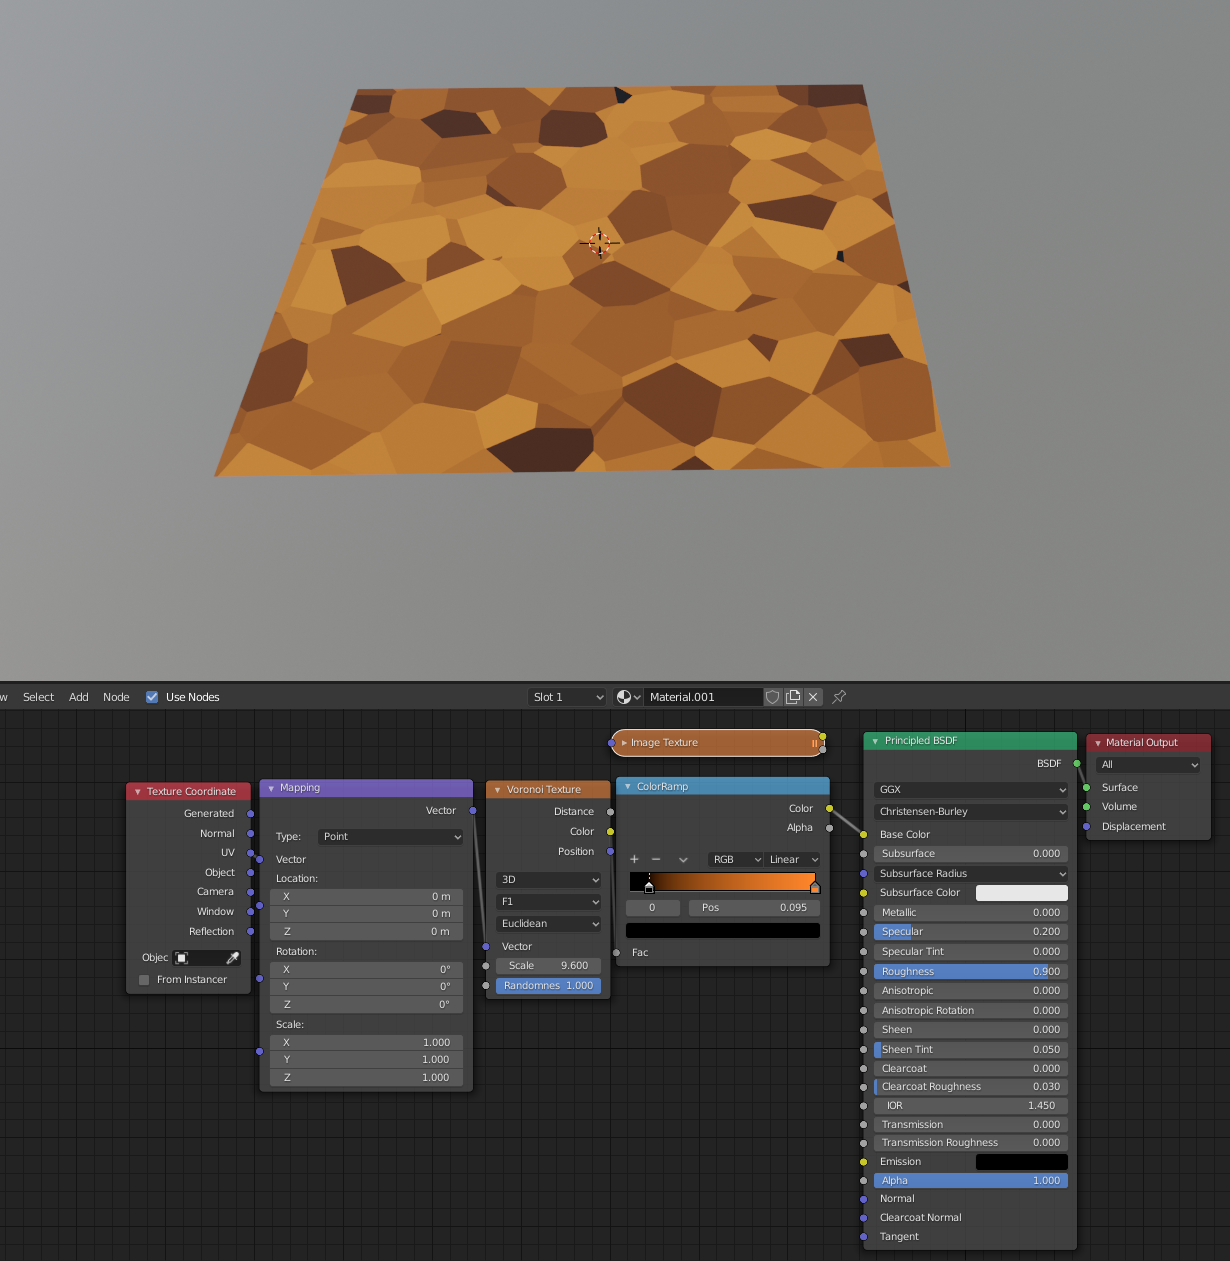 w Select Add Node Use Nodes Slot 1 Material.001
Image Texture
Texture Coordinate
Generated
Normal
UV
Object
Camera
Window
Reflection
Objec
From Instancer
Mapping
Vector
Type: Point
Vector
Location:
X 0 m
Y 0 m
Z 0 m
Rotation:
X 0°
Y 0°
Z 0°
Scale:
X 1.000
Y 1.000
Z 1.000
Voronoi Texture
Distance
Color
Position
3D
F1
Euclidean
Vector
Scale 9.600
Randomnes 1.000
ColorRamp
Color
Alpha
+ − RGB Linear
0 Pos 0.095
Fac
Principled BSDF
BSDF
GGX
Christensen-Burley
Base Color
Subsurface 0.000
Subsurface Radius
Subsurface Color
Metallic 0.000
Specular 0.200
Specular Tint 0.000
Roughness 0.900
Anisotropic 0.000
Anisotropic Rotation 0.000
Sheen 0.000
Sheen Tint 0.050
Clearcoat 0.000
Clearcoat Roughness 0.030
IOR 1.450
Transmission 0.000
Transmission Roughness 0.000
Emission
Alpha 1.000
Normal
Clearcoat Normal
Tangent
Material Output
All
Surface
Volume
Displacement